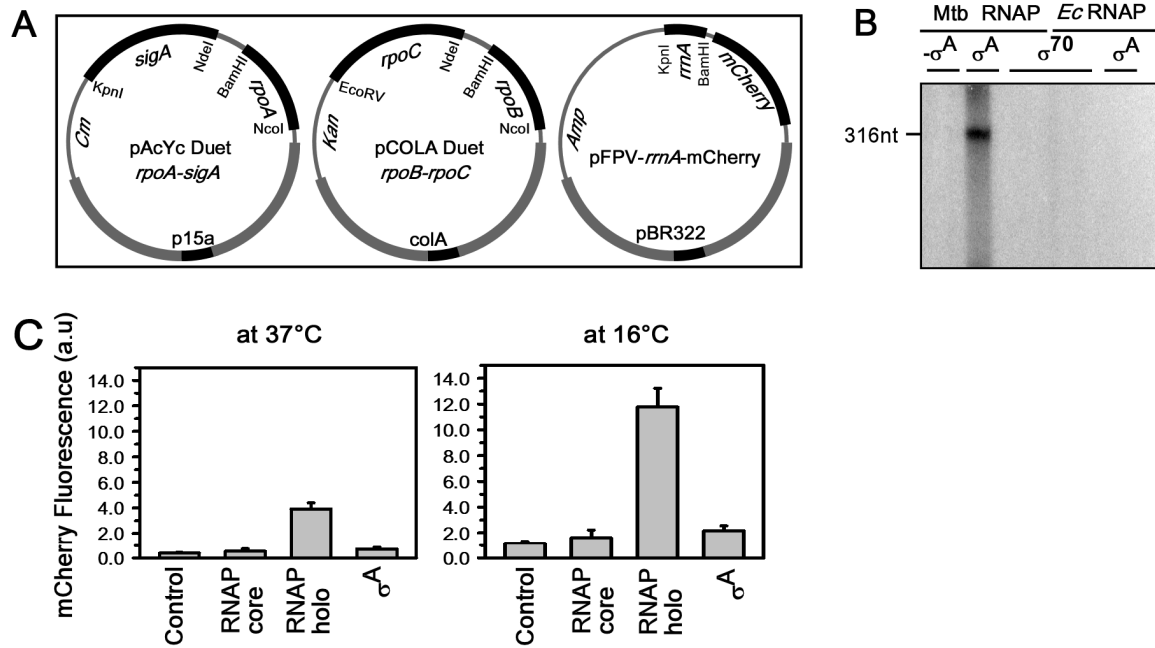 A
sigA
NdeI
KpnI
BamHI
rpoA
NcoI
Cm
pAcYc Duet
rpoA-sigA
p15a
rpoC
NdeI
EcoRV
BamHI
rpoB
NcoI
Kan
pCOLA Duet
rpoB-rpoC
colA
KpnI
rrnA
BamHI
mCherry
Amp
pFPV-rrnA-mCherry
pBR322
B
Mtb RNAP Ec RNAP
-σA σA σ70 σA
316nt
C
at 37°C
at 16°C
mCherry Fluorescence (a.u)
14.0
12.0
10.0
8.0
6.0
4.0
2.0
0.0
Control
RNAP core
RNAP holo
σA
14.0
12.0
10.0
8.0
6.0
4.0
2.0
0.0
Control
RNAP core
RNAP holo
σA